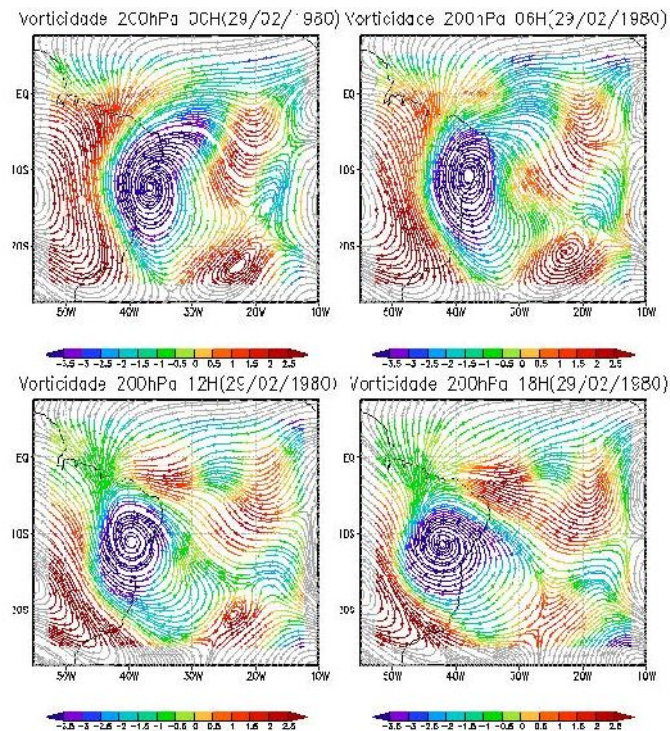 Vorticidade 200hPa 00H(29/02/1980)
Vorticidade 200hPa 06H(29/02/1980)
EQ
10S
20S
50W 40W 30W 20W 10W
EQ
10S
20S
50W 40W 30W 20W 10W
-3.5 -3 -2.5 -2 -1.5 -1 -0.5 0 0.5 1 1.5 2 2.5
-3.5 -3 -2.5 -2 -1.5 -1 -0.5 0 0.5 1 1.5 2 2.5
Vorticidade 200hPa 12H(29/02/1980)
Vorticidade 200hPa 18H(29/02/1980)
EQ
10S
20S
50W 40W 30W 20W 10W
EQ
10S
20S
50W 40W 30W 20W 10W
-3.5 -3 -2.5 -2 -1.5 -1 -0.5 0 0.5 1 1.5 2 2.5
-3.5 -3 -2.5 -2 -1.5 -1 -0.5 0 0.5 1 1.5 2 2.5